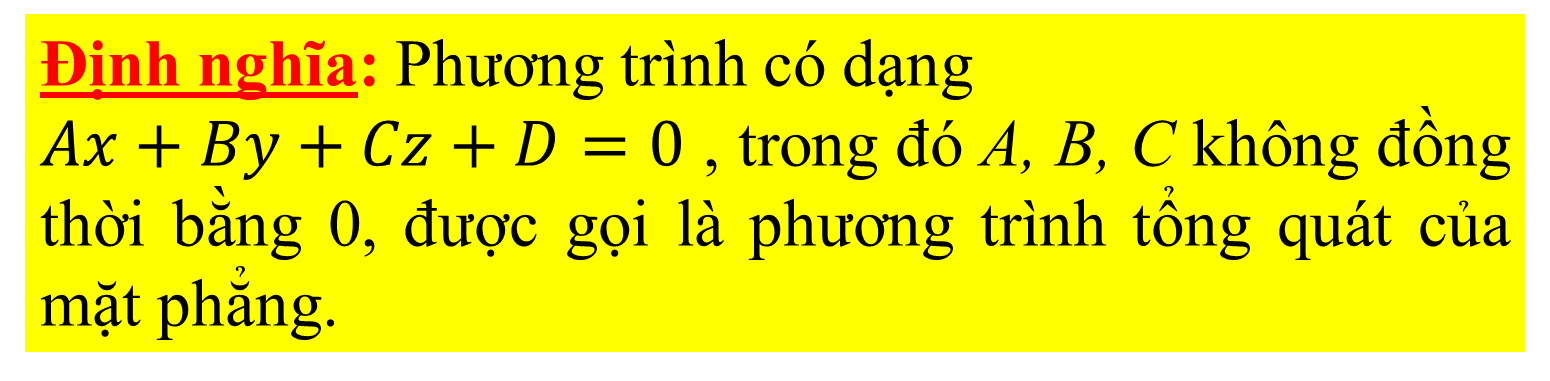 Định nghĩa: Phương trình có dạng
Ax + By + Cz + D = 0 , trong đó A, B, C không đồng
thời bằng 0, được gọi là phương trình tổng quát của
mặt phẳng.